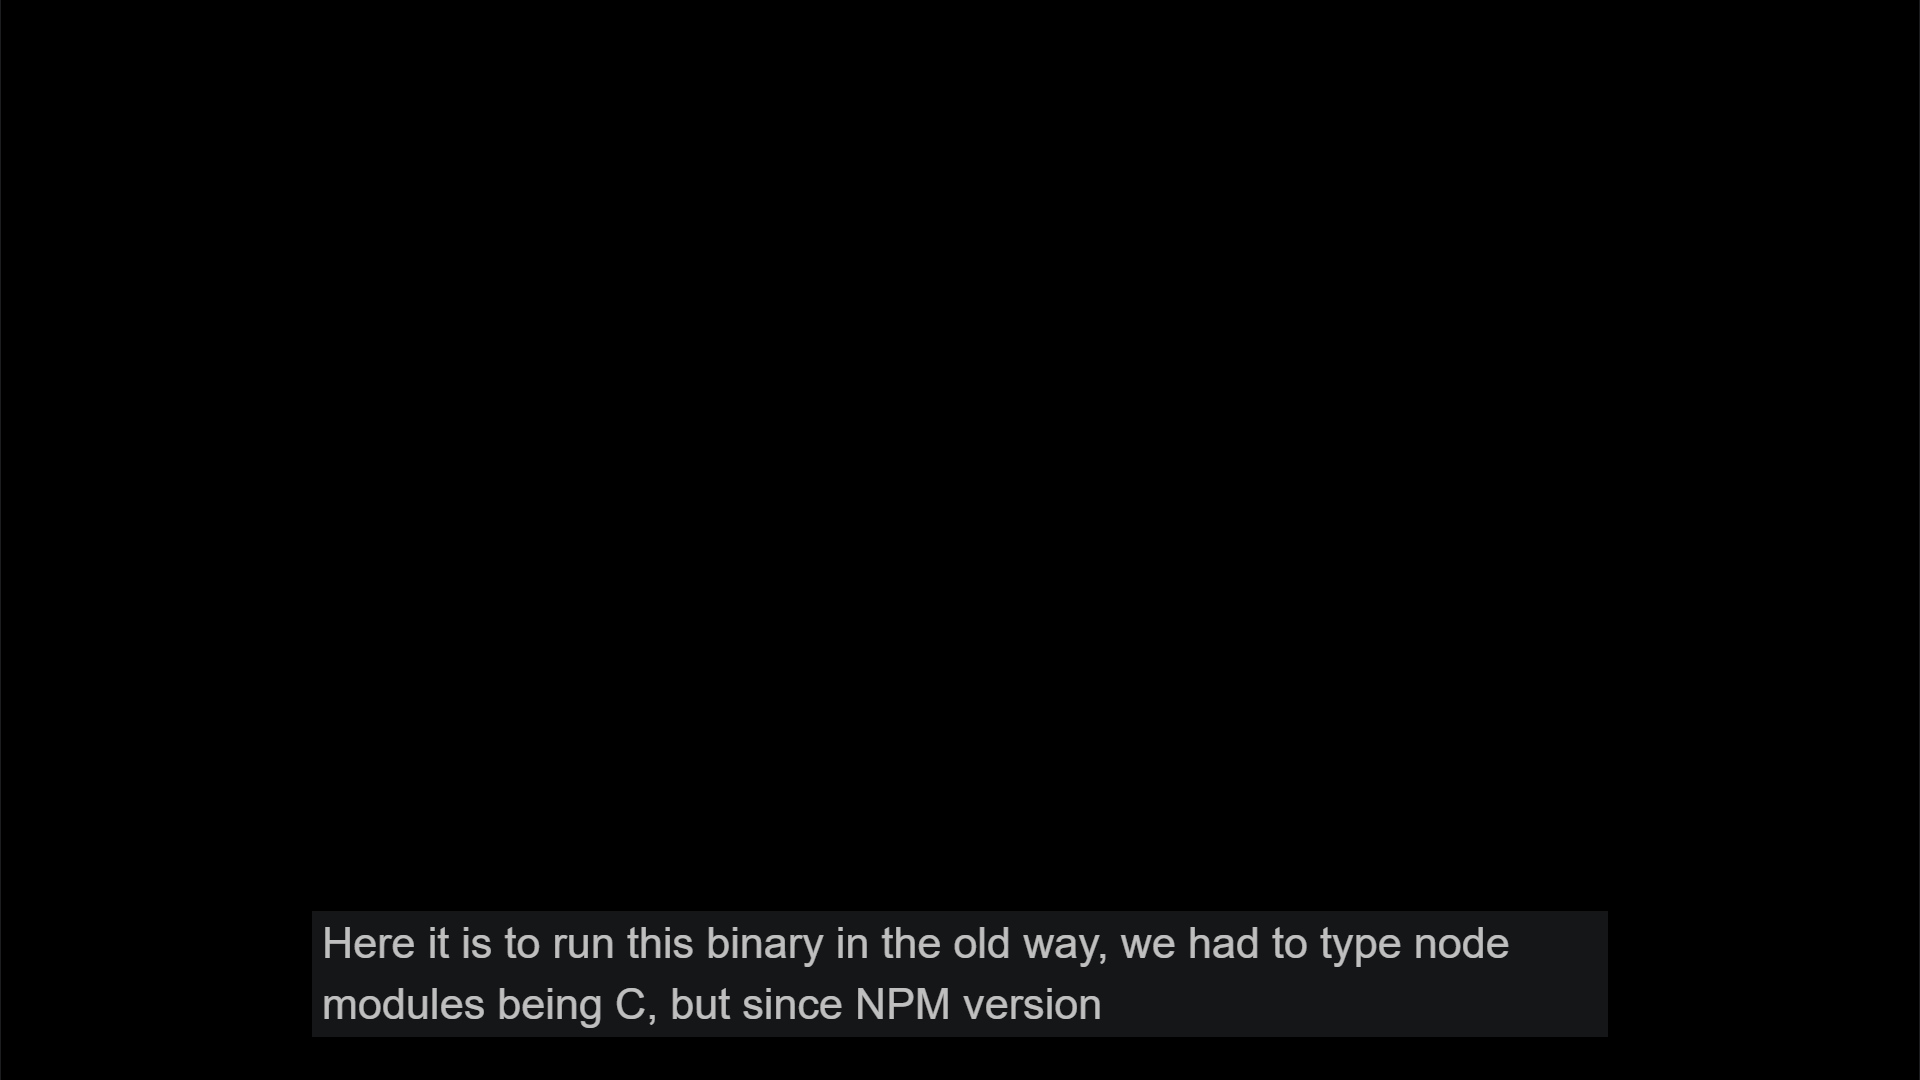 Here it is to run this binary in the old way, we had to type node
modules being C, but since NPM version